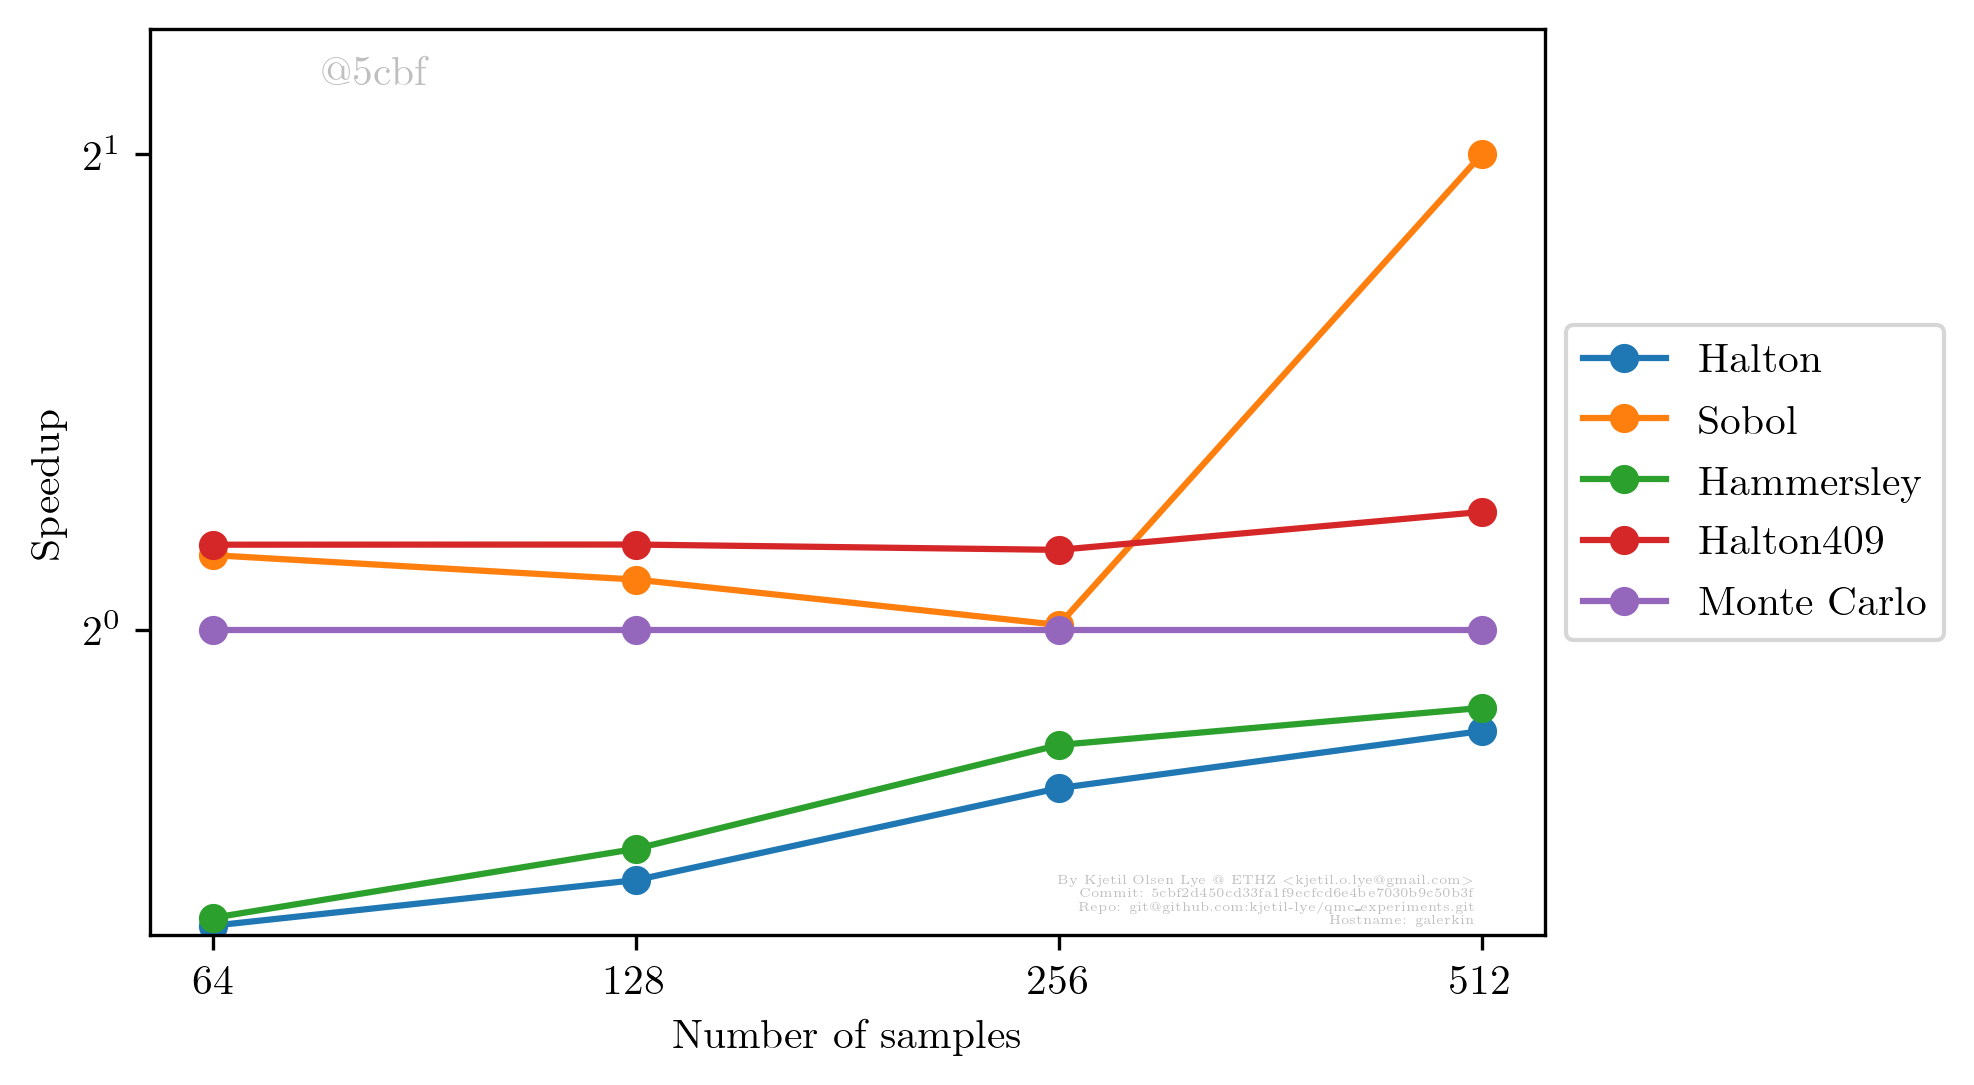 @5cbf
2^1
2^0
Speedup
64 128 256 512
Number of samples
Halton
Sobol
Hammersley
Halton409
Monte Carlo
By Kjetil Olsen Lye @ ETHZ <kjetil.o.lye@gmail.com>
Commit: 5cbf2d450cd33fa1f9ecfcd6e4be7030b9c50b3f
Repo: git@github.com:kjetil-lye/qmc_experiments.git
Hostname: galerkin